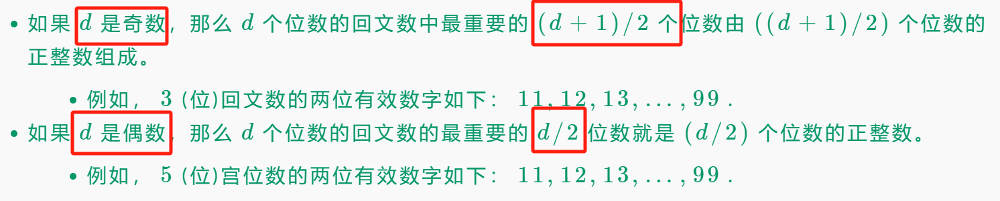 • 如果 d 是奇数，那么 d 个位数的回文数中最重要的 (d + 1)/2 个位数由 ((d + 1)/2) 个位数的
正整数组成。
• 例如， 3 (位)回文数的两位有效数字如下： 11, 12, 13, . . . , 99 .
• 如果 d 是偶数，那么 d 个位数的回文数的最重要的 d/2 位数就是 (d/2) 个位数的正整数。
• 例如， 5 (位)宫位数的两位有效数字如下： 11, 12, 13, . . . , 99 .